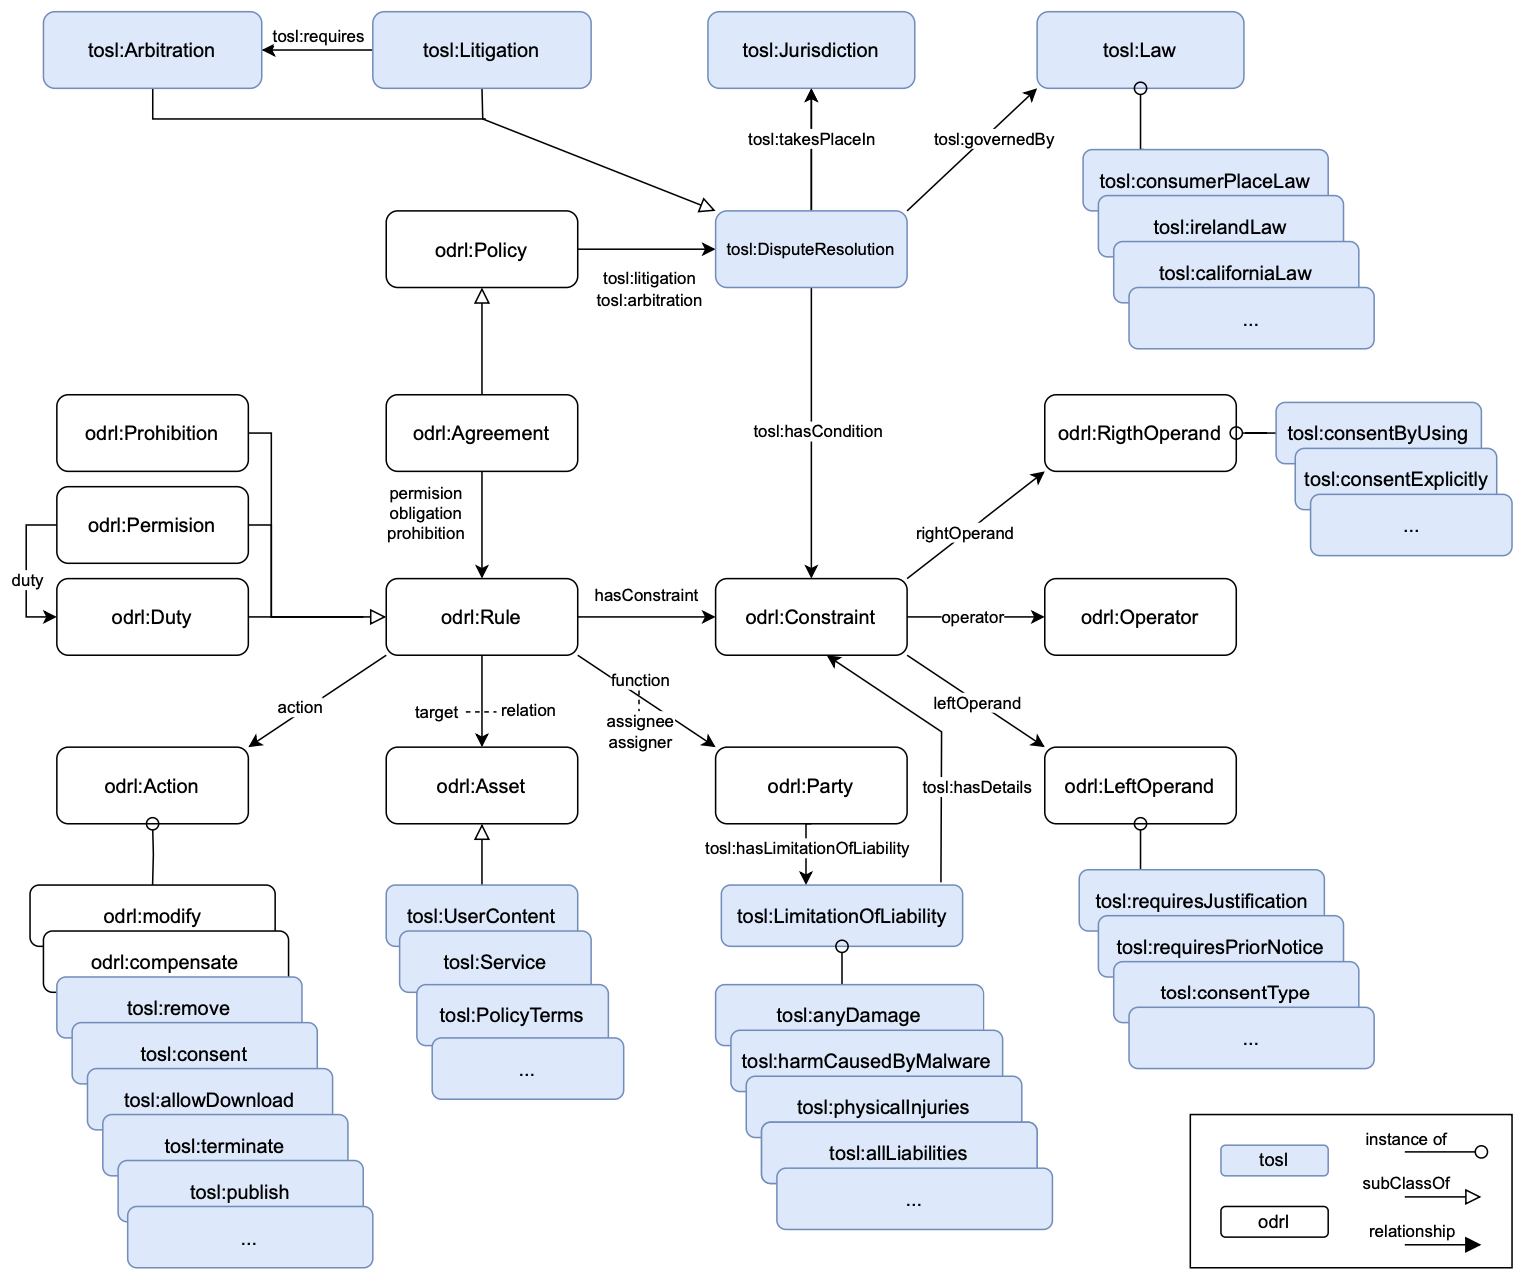 tosl:Arbitration
tosl:requires
tosl:Litigation
tosl:Jurisdiction
tosl:Law
tosl:takesPlaceIn
tosl:governedBy
tosl:consumerPlaceLaw
tosl:irelandLaw
tosl:californiaLaw
...
odrl:Policy
tosl:litigation
tosl:arbitration
tosl:DisputeResolution
odrl:Prohibition
odrl:Permision
duty
odrl:Duty
odrl:Agreement
permision
obligation
prohibition
tosl:hasCondition
odrl:RigthOperand
tosl:consentByUsing
tosl:consentExplicitly
...
rightOperand
odrl:Rule
hasConstraint
odrl:Constraint
operator
odrl:Operator
action
target
relation
function
assignee
assigner
leftOperand
odrl:Action
odrl:Asset
odrl:Party
tosl:hasDetails
odrl:LeftOperand
tosl:hasLimitationOfLiability
odrl:modify
odrl:compensate
tosl:remove
tosl:consent
tosl:allowDownload
tosl:terminate
tosl:publish
...
tosl:UserContent
tosl:Service
tosl:PolicyTerms
...
tosl:LimitationOfLiability
tosl:anyDamage
tosl:harmCausedByMalware
tosl:physicalInjuries
tosl:allLiabilities
...
tosl:requiresJustification
tosl:requiresPriorNotice
tosl:consentType
...
tosl
odrl
instance of
subClassOf
relationship